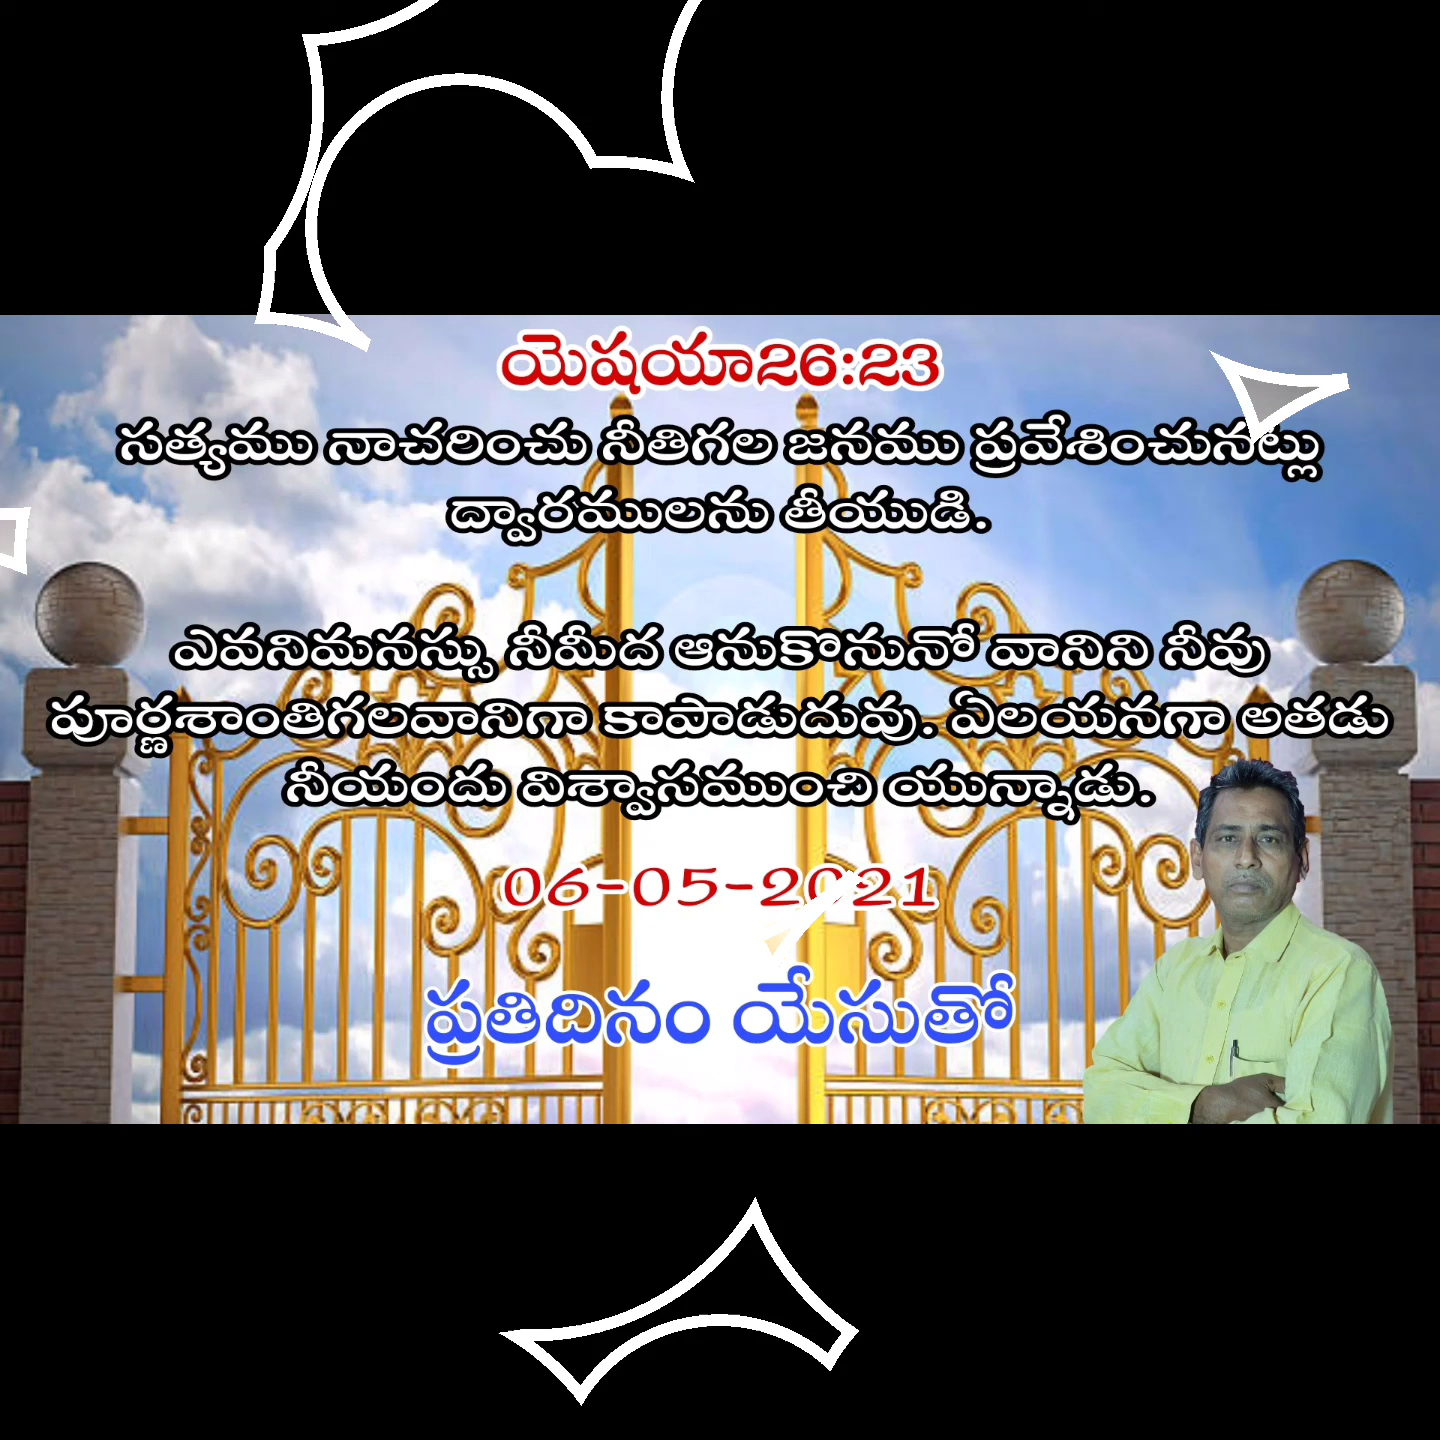 యెషయా26:23
సత్యము నాచరించు నీతిగల జనము ప్రవేశించునట్లు
ద్వారములను తీయుడి.
ఎవనిమనస్సు నీమీద ఆనుకొనునో వానిని నీవు
పూర్ణశాంతిగలవానిగా కాపాడుదువు. ఏలయనగా అతడు
నీయందు విశ్వాసముంచి యున్నాడు.
06-05-2021
ప్రతిదినం యేసుతో